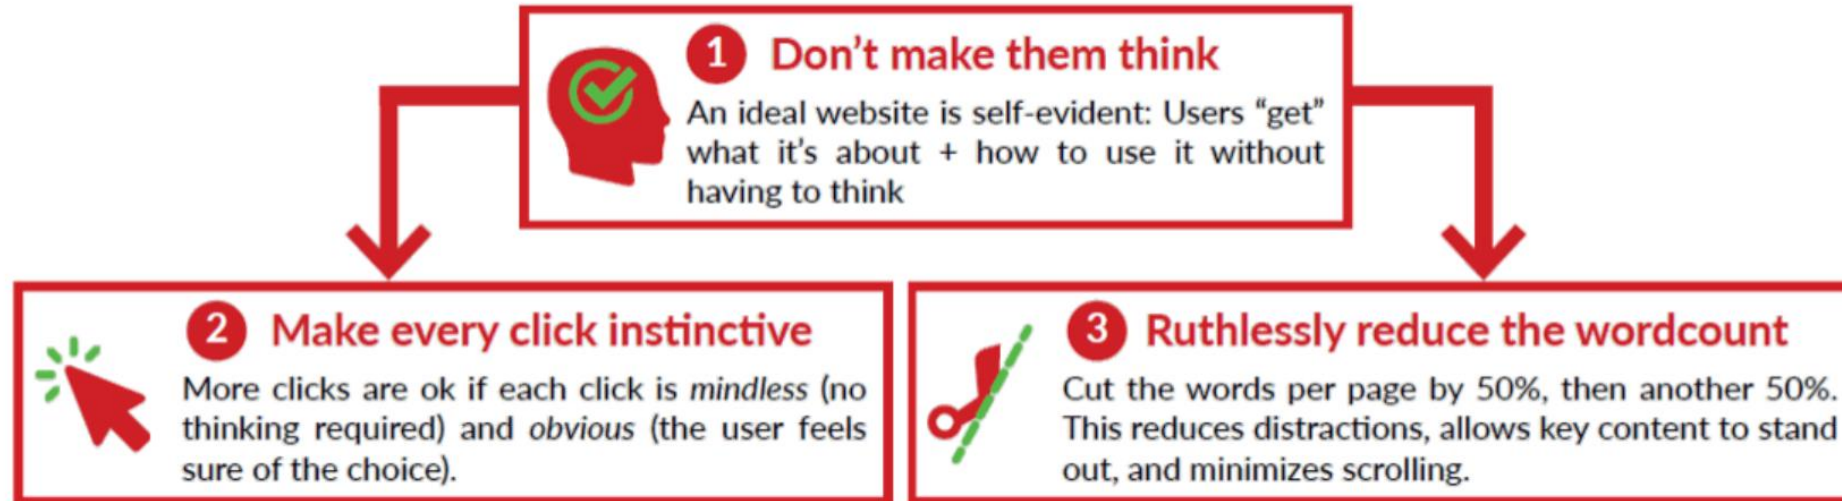 1 Don't make them think
An ideal website is self-evident: Users “get”
what it's about + how to use it without
having to think
2 Make every click instinctive
More clicks are ok if each click is mindless (no
thinking required) and obvious (the user feels
sure of the choice).
3 Ruthlessly reduce the wordcount
Cut the words per page by 50%, then another 50%.
This reduces distractions, allows key content to stand
out, and minimizes scrolling.